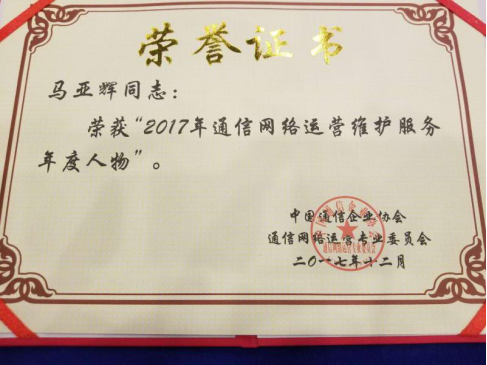 荣誉证书
马亚辉同志：
荣获“2017年通信网络运营维护服务
年度人物”。
中国通信企业协会
通信网络运营专业委员会
二〇一七年十二月